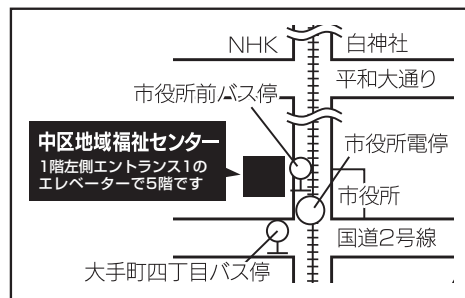 NHK
白神社
平和大通り
市役所前バス停
中区地域福祉センター
1階左側エントランス1の
エレベーターで5階です
市役所電停
市役所
国道2号線
大手町四丁目バス停